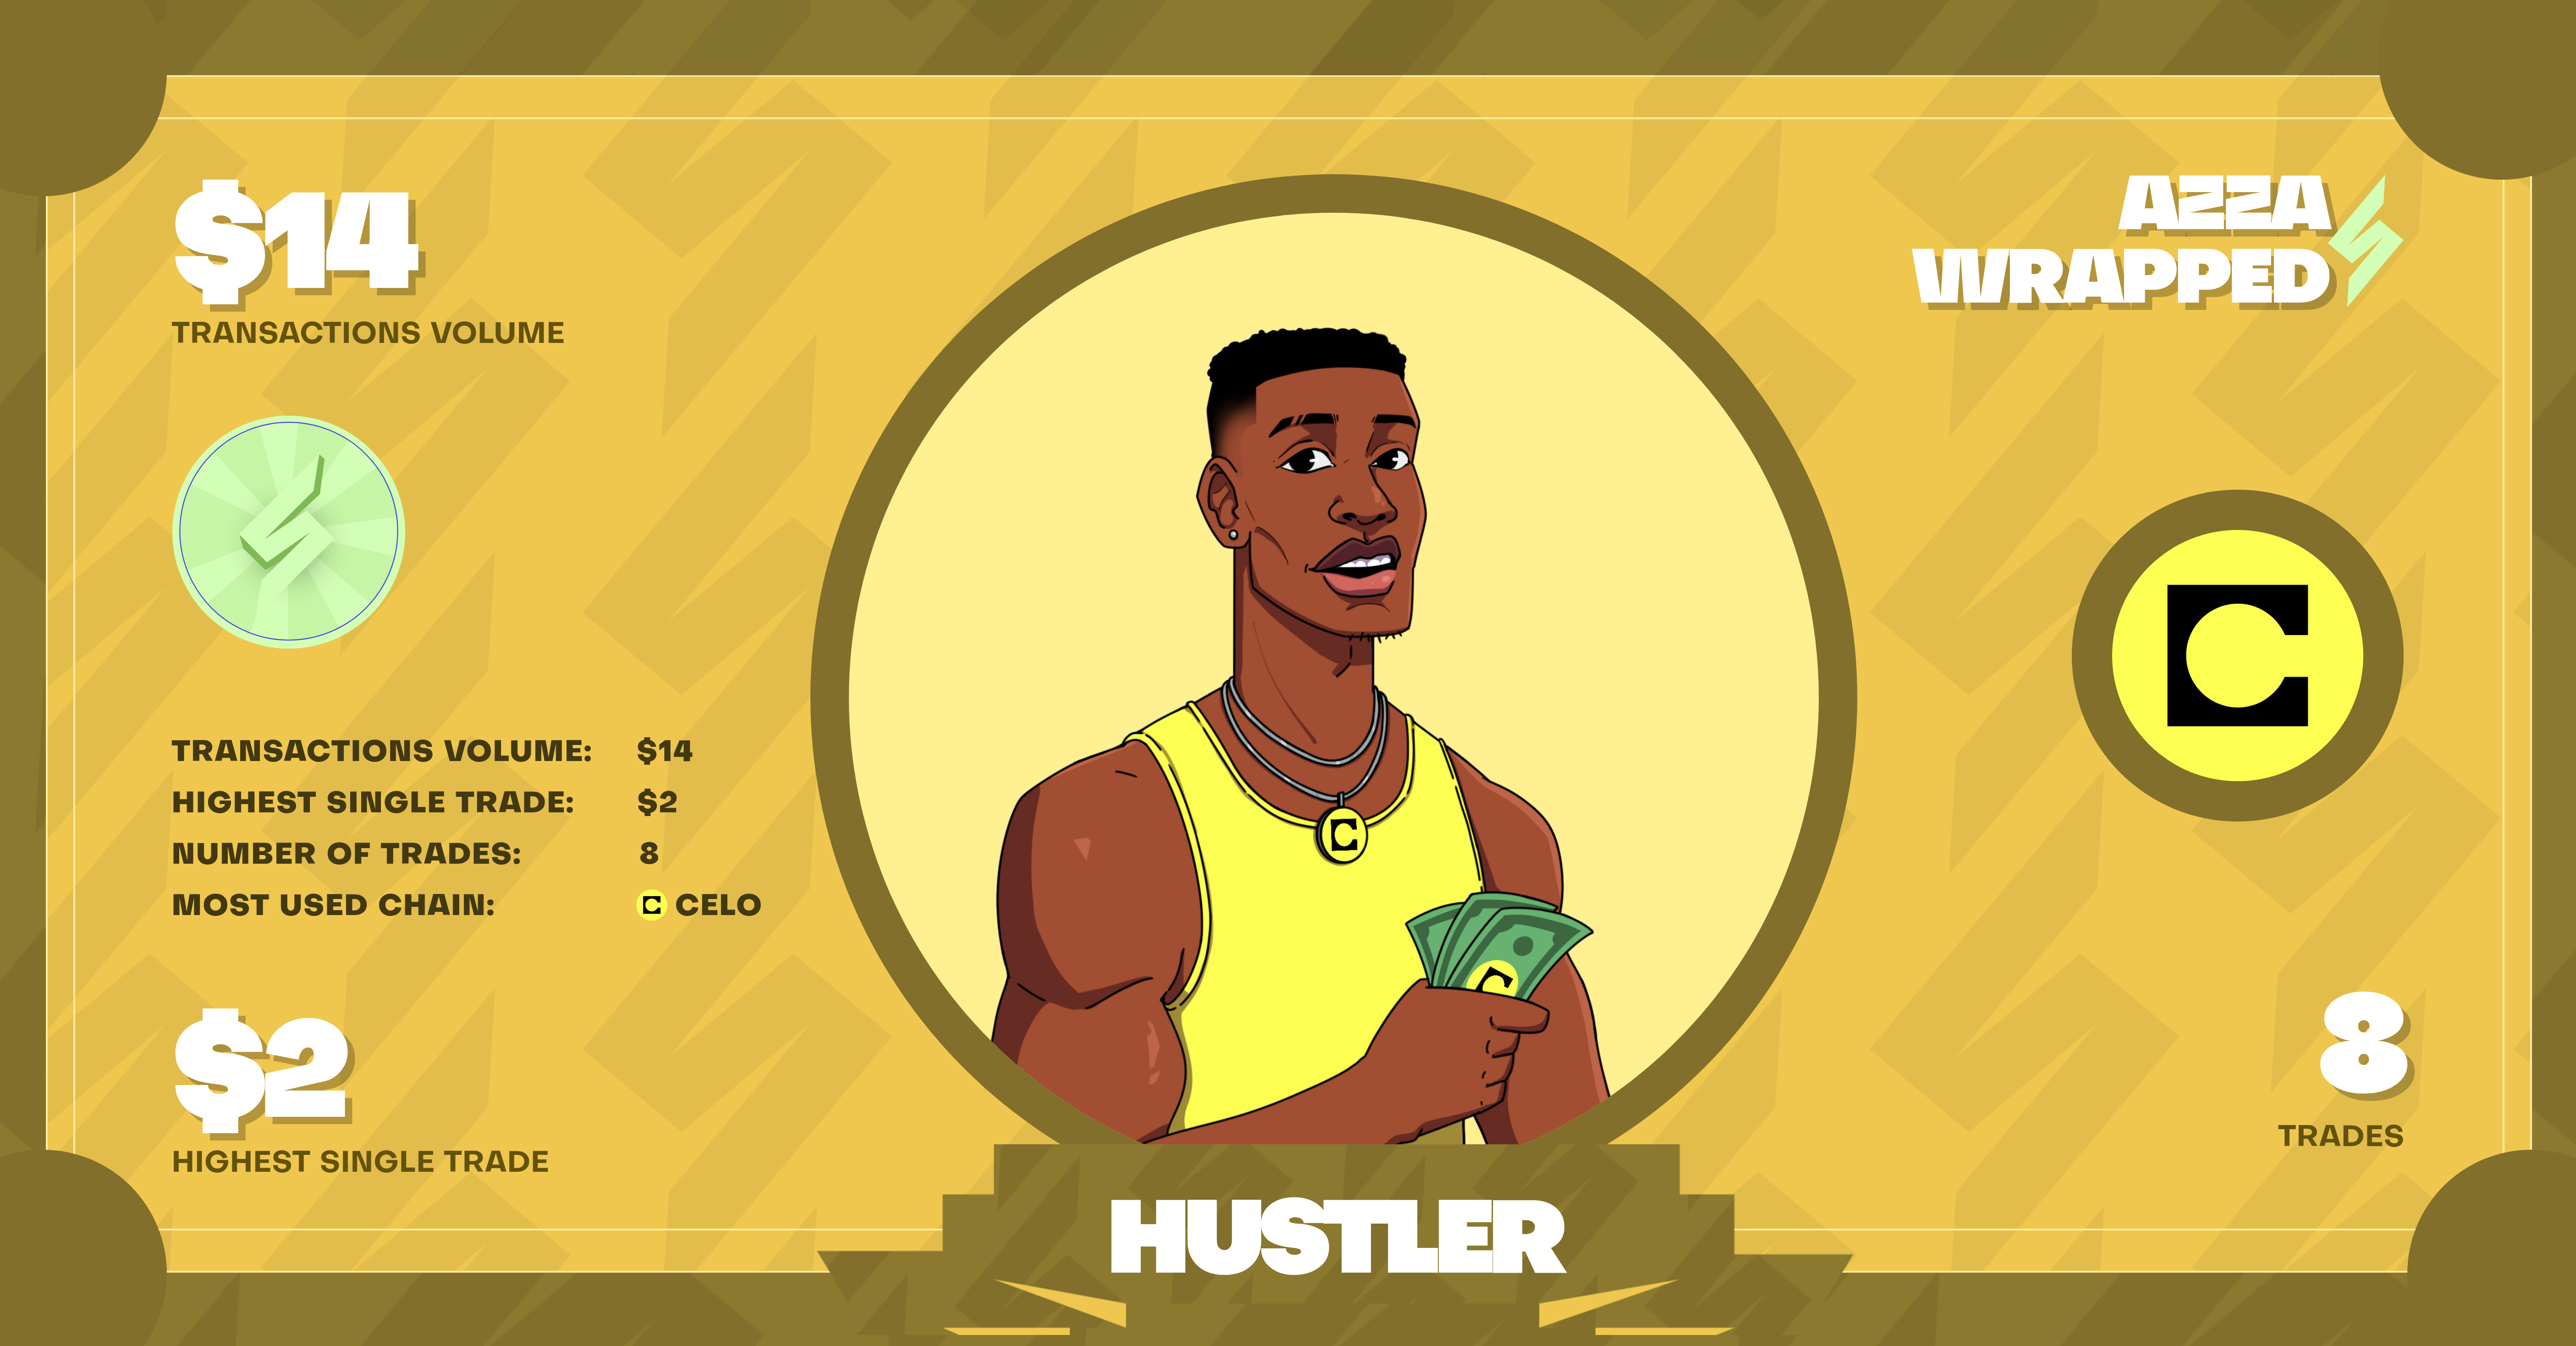 $14
TRANSACTIONS VOLUME
AZZA
WRAPPED
TRANSACTIONS VOLUME: $14
HIGHEST SINGLE TRADE: $2
NUMBER OF TRADES: 8
MOST USED CHAIN: CELO
$2
HIGHEST SINGLE TRADE
8
TRADES
HUSTLER